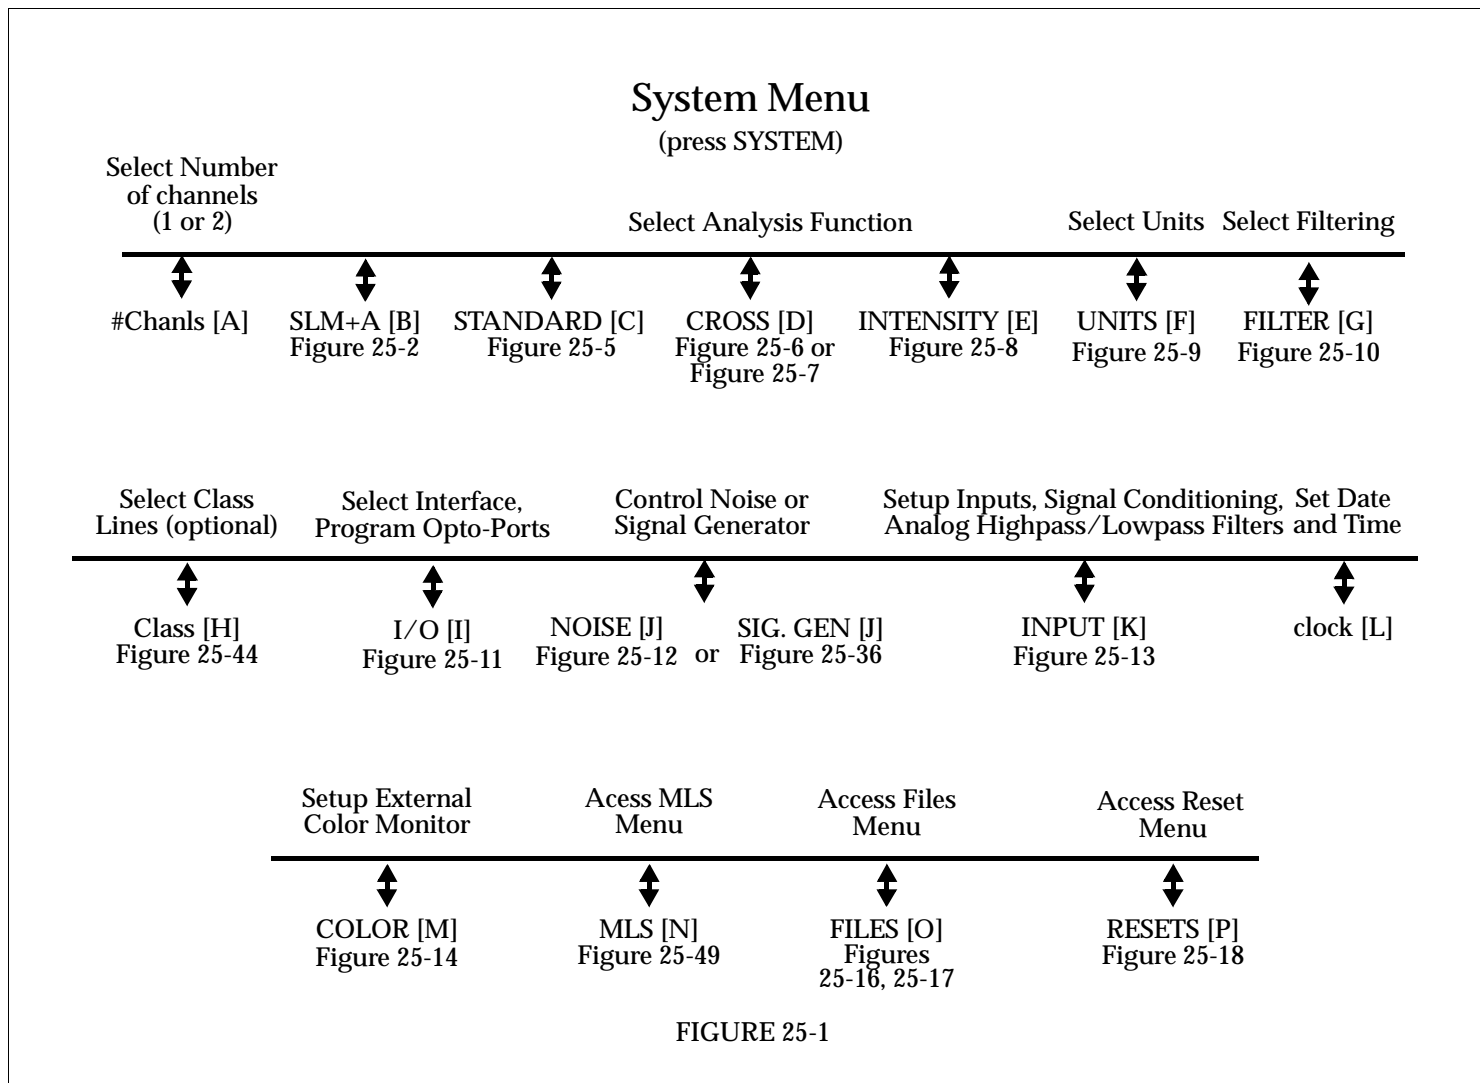 System Menu
(press SYSTEM)
Select Number
of channels
(1 or 2)
Select Analysis Function
Select Units
Select Filtering
#Chanls [A]
SLM+A [B]
Figure 25-2
STANDARD [C]
Figure 25-5
CROSS [D]
Figure 25-6 or
Figure 25-7
INTENSITY [E]
Figure 25-8
UNITS [F]
Figure 25-9
FILTER [G]
Figure 25-10
Select Class
Lines (optional)
Select Interface,
Program Opto-Ports
Control Noise or
Signal Generator
Setup Inputs, Signal Conditioning,
Analog Highpass/Lowpass Filters
Set Date
and Time
Class [H]
Figure 25-44
I/O [I]
Figure 25-11
NOISE [J]
Figure 25-12
or
SIG. GEN [J]
Figure 25-36
INPUT [K]
Figure 25-13
clock [L]
Setup External
Color Monitor
Acess MLS
Menu
Access Files
Menu
Access Reset
Menu
COLOR [M]
Figure 25-14
MLS [N]
Figure 25-49
FILES [O]
Figures
25-16, 25-17
RESETS [P]
Figure 25-18
FIGURE 25-1